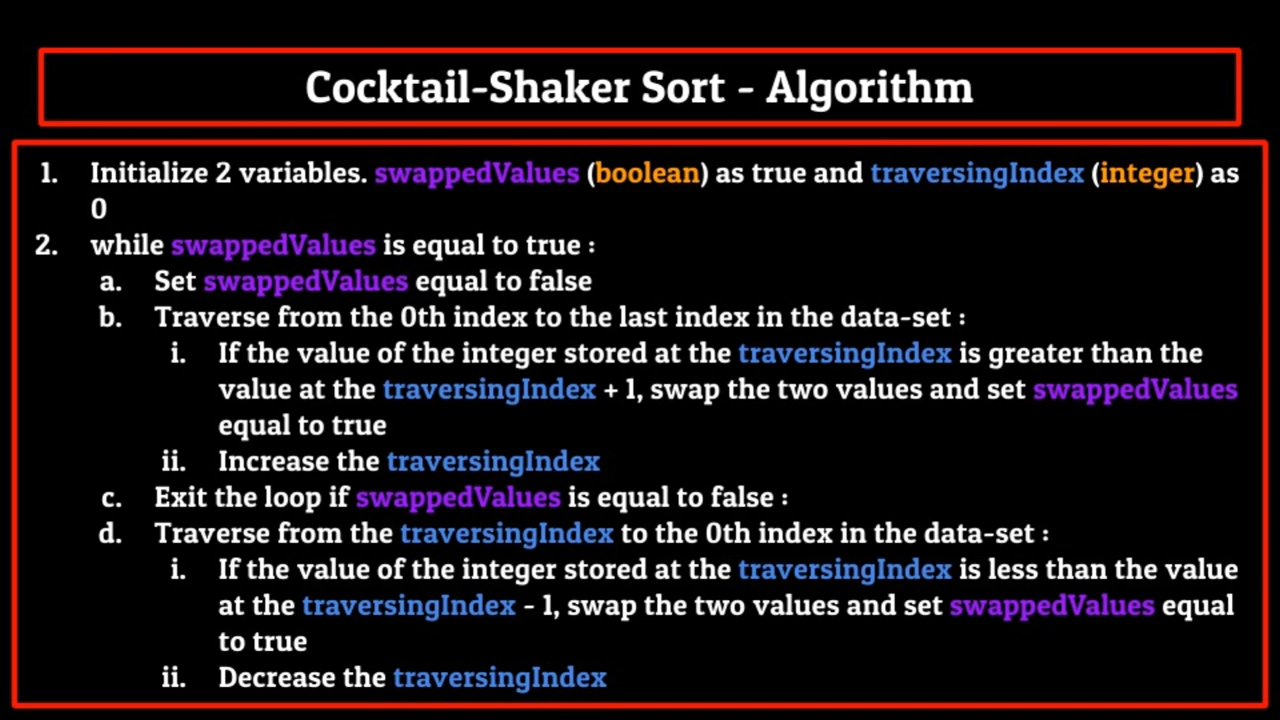 Cocktail-Shaker Sort - Algorithm
1. Initialize 2 variables. swappedValues (boolean) as true and traversingIndex (integer) as
0
2. while swappedValues is equal to true :
a. Set swappedValues equal to false
b. Traverse from the 0th index to the last index in the data-set :
i. If the value of the integer stored at the traversingIndex is greater than the
value at the traversingIndex + 1, swap the two values and set swappedValues
equal to true
ii. Increase the traversingIndex
c. Exit the loop if swappedValues is equal to false :
d. Traverse from the traversingIndex to the 0th index in the data-set :
i. If the value of the integer stored at the traversingIndex is less than the value
at the traversingIndex - 1, swap the two values and set swappedValues equal
to true
ii. Decrease the traversingIndex